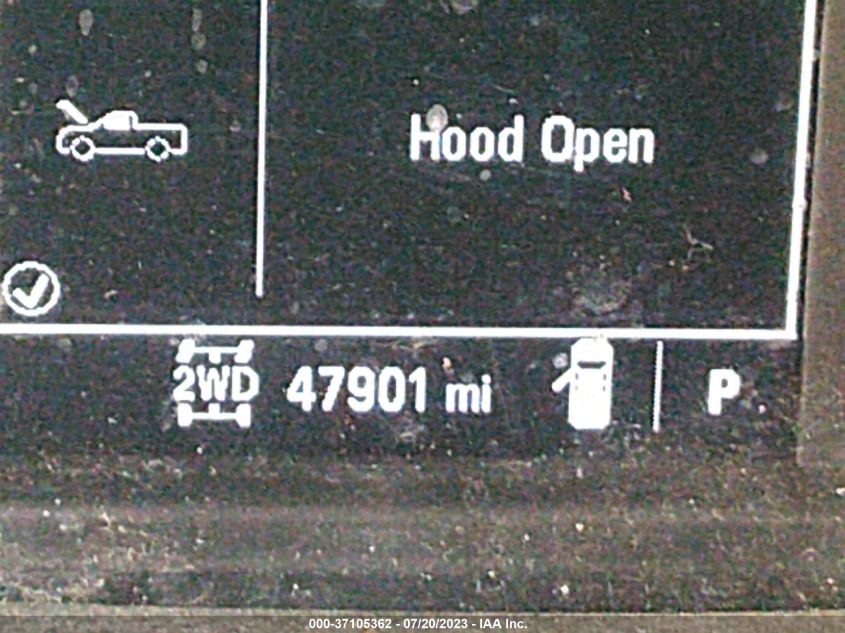 Hood Open
2WD 47901 mi P
000-37105362 - 07/20/2023 - IAA Inc.